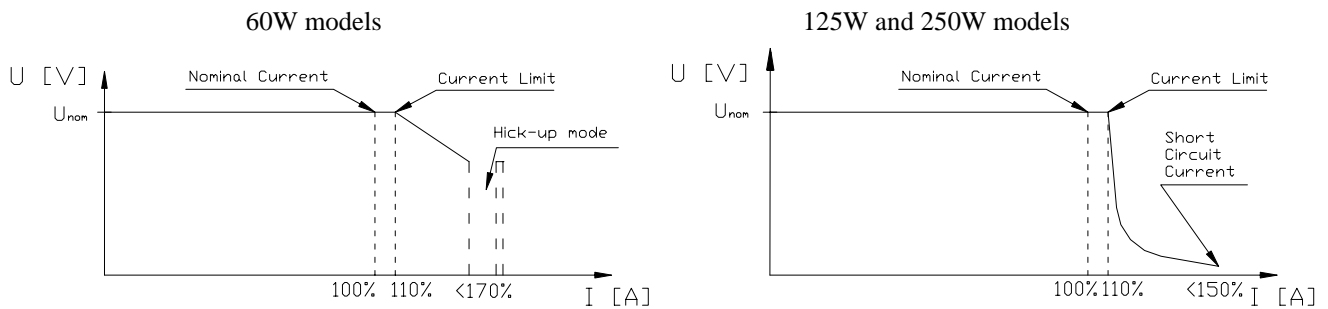 60W models
U [V]
Nominal Current
Current Limit
Unom
Hick-up mode
100% 110% <170% I [A]
125W and 250W models
U [V]
Nominal Current
Current Limit
Unom
Short
Circuit
Current
100% 110% <150% I [A]